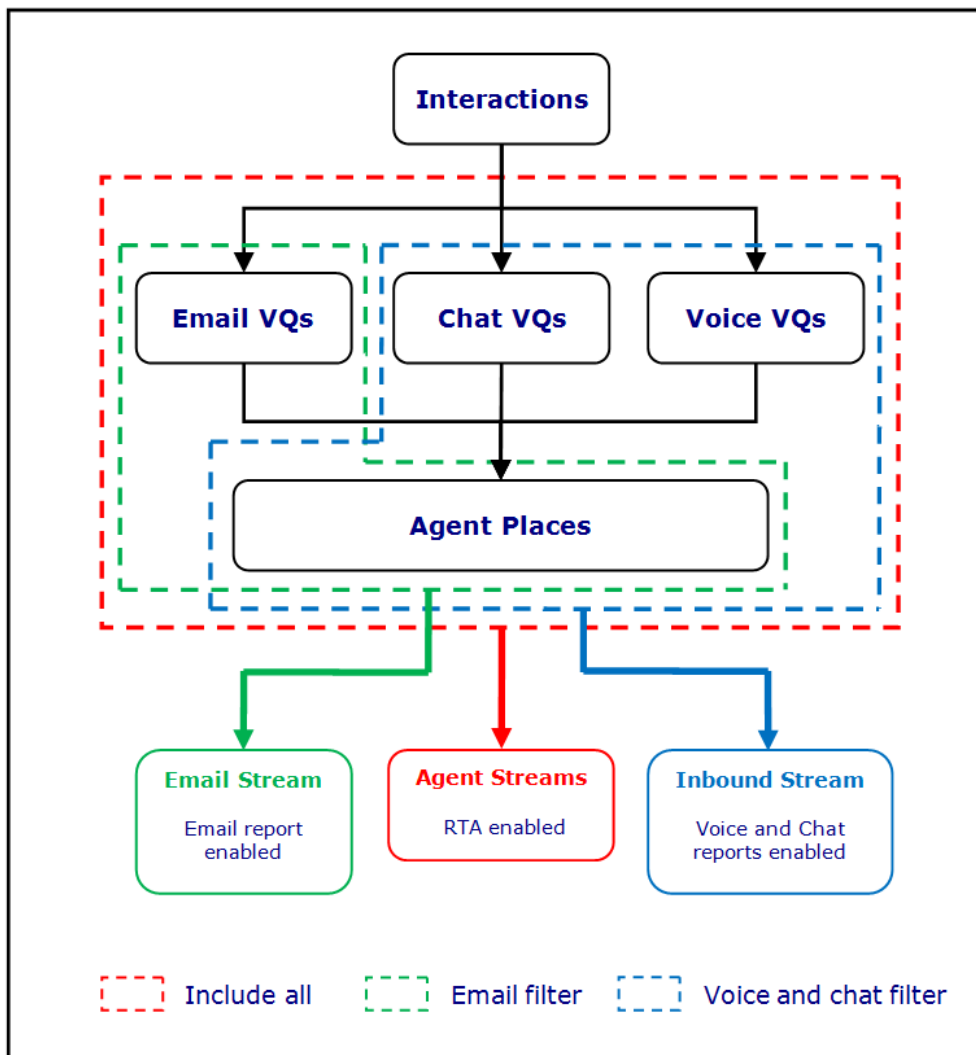 Interactions
Email VQs
Chat VQs
Voice VQs
Agent Places
Email Stream
Email report
enabled
Agent Streams
RTA enabled
Inbound Stream
Voice and Chat
reports enabled
Include all
Email filter
Voice and chat filter